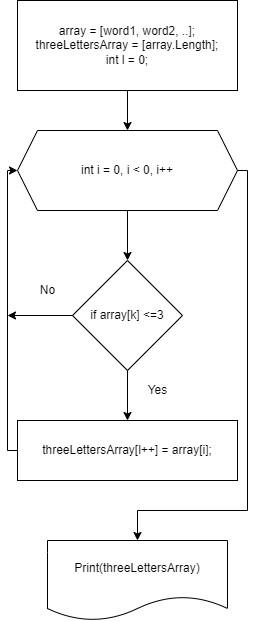 array = [word1, word2, ..];
threeLettersArray = [array.Length];
int l = 0;
int i = 0, i < 0, i++
if array[k] <=3
No
Yes
threeLettersArray[l++] = array[i];
Print(threeLettersArray)